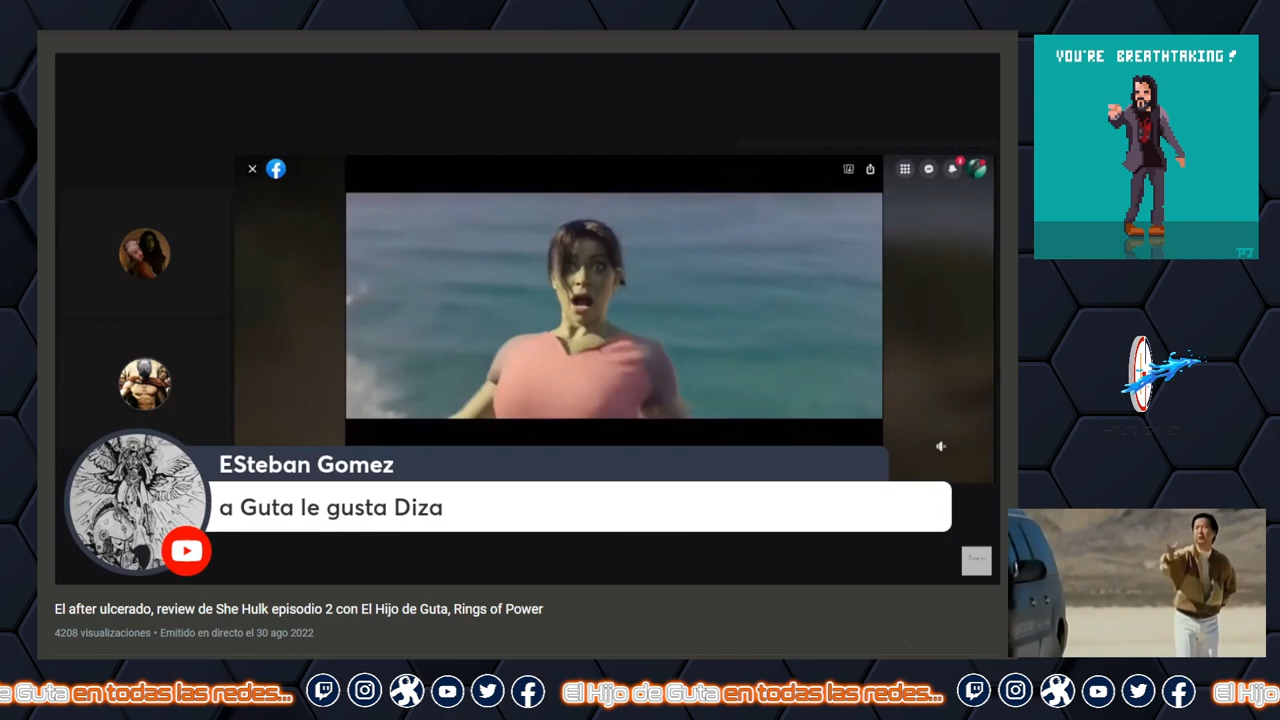 YOU'RE BREATHTAKING!
ESteban Gomez
a Guta le gusta Diza
El after ulcerado, review de She Hulk episodio 2 con El Hijo de Guta, Rings of Power
4208 visualizaciones • Emitido en directo el 30 ago 2022
e Guta en todas las redes...
El Hijo de Guta en todas las redes...
El Hijo